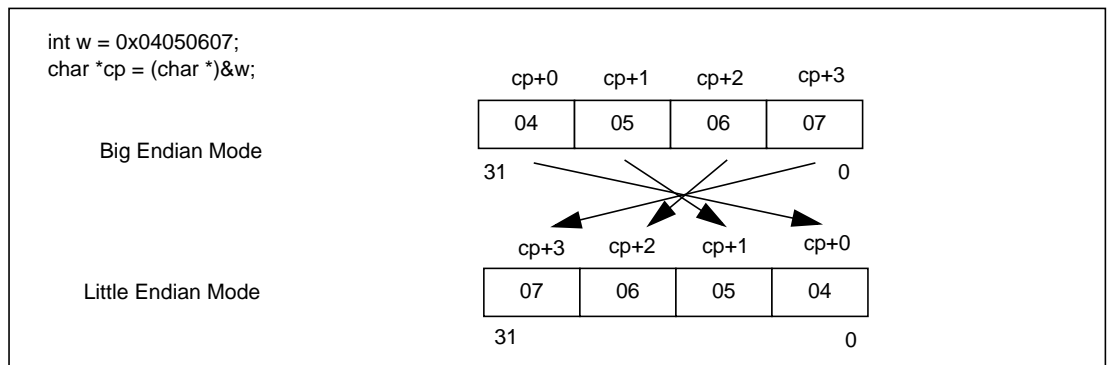 int w = 0x04050607;
char *cp = (char *)&w;
cp+0 cp+1 cp+2 cp+3
04 05 06 07
Big Endian Mode
31 0
cp+3 cp+2 cp+1 cp+0
Little Endian Mode
07 06 05 04
31 0